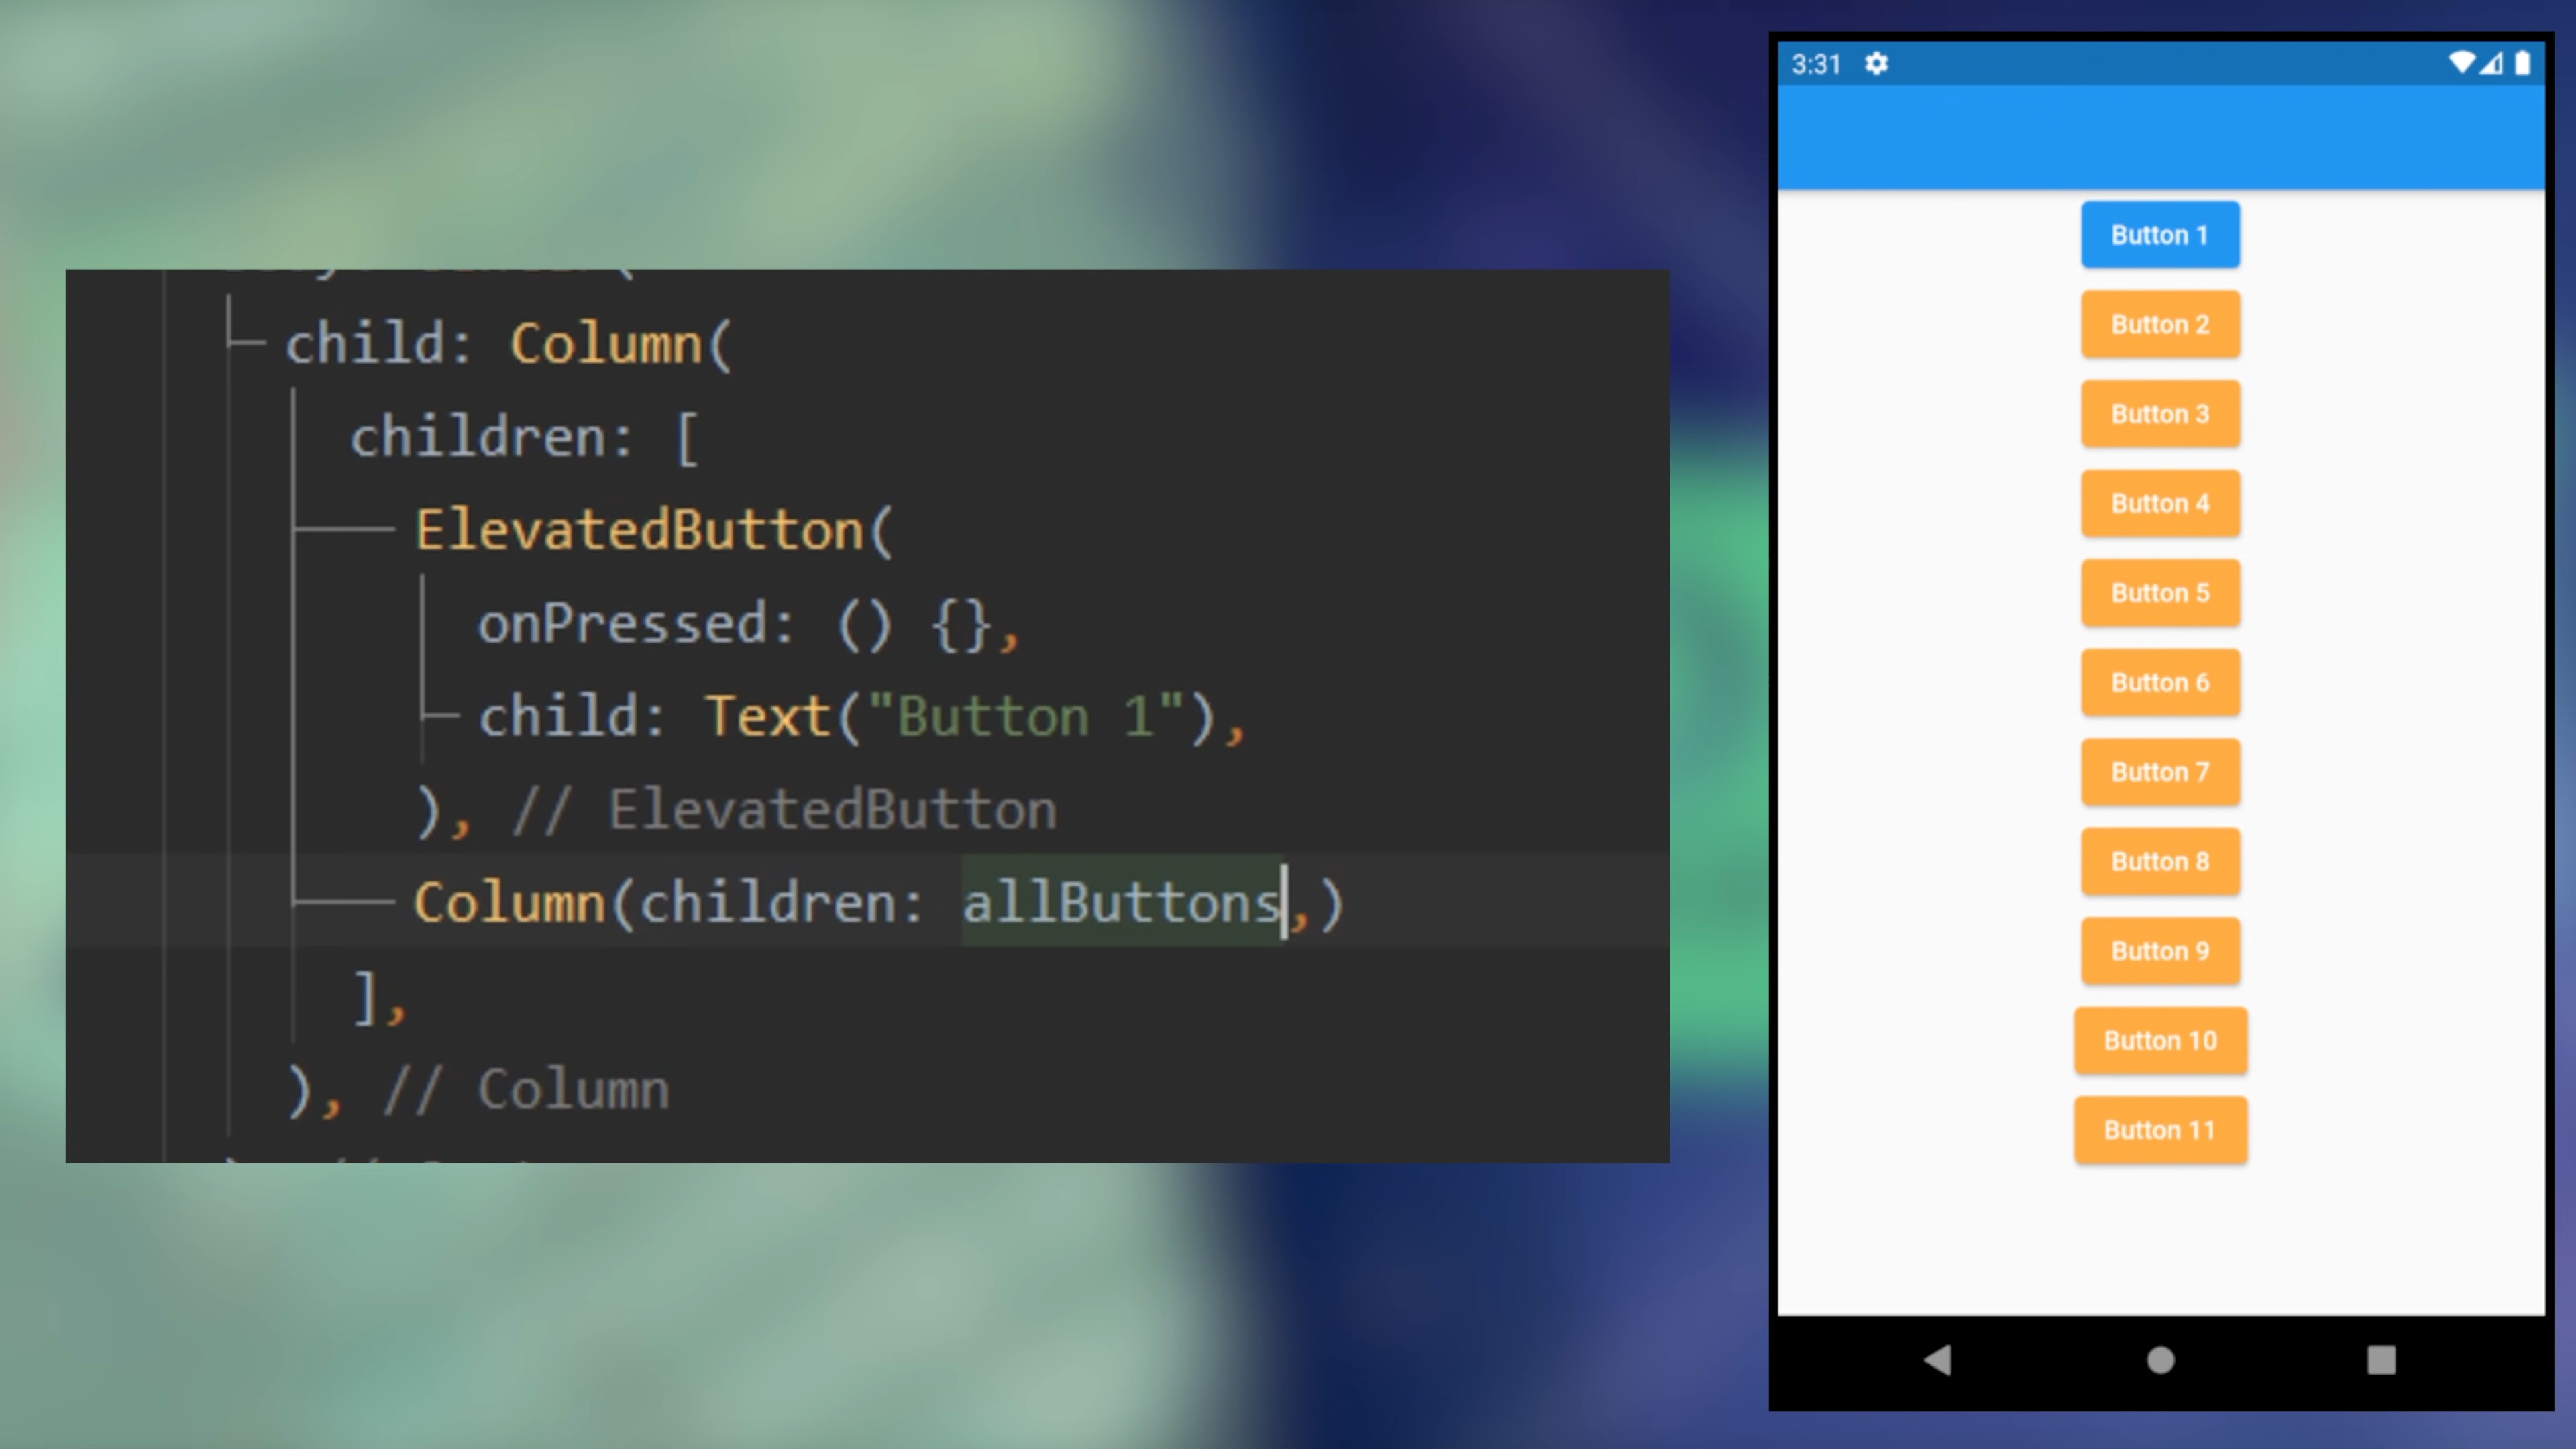 child: Column(
children: [
ElevatedButton(
onPressed: () {},
child: Text("Button 1"),
), // ElevatedButton
Column(children: allButtons,)
],
), // Column
3:31
Button 1
Button 2
Button 3
Button 4
Button 5
Button 6
Button 7
Button 8
Button 9
Button 10
Button 11